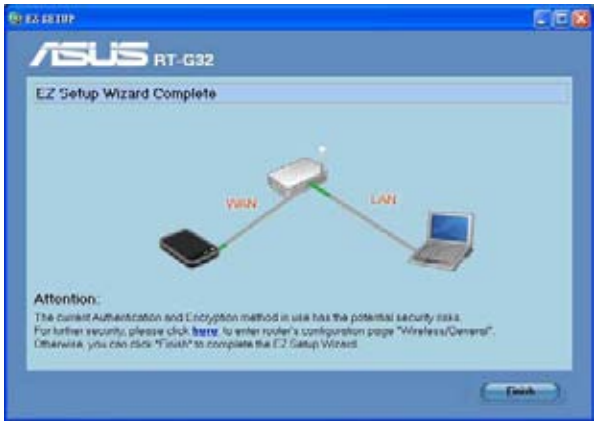 EZ SETUP
ASUS RT-G32
EZ Setup Wizard Complete
WAN
LAN
Attention:
The current Authentication and Encryption method in use has the potential security risks.
For further security, please click here to enter router's configuration page "Wireless/General".
Otherwise, you can click "Finish" to complete the EZ Setup Wizard.
Finish